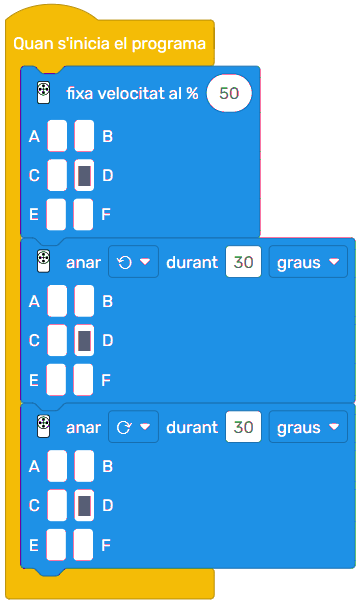 Quan s'inicia el programa
fixa velocitat al % 50
A B
C D
E F
anar durant 30 graus
A B
C D
E F
anar durant 30 graus
A B
C D
E F